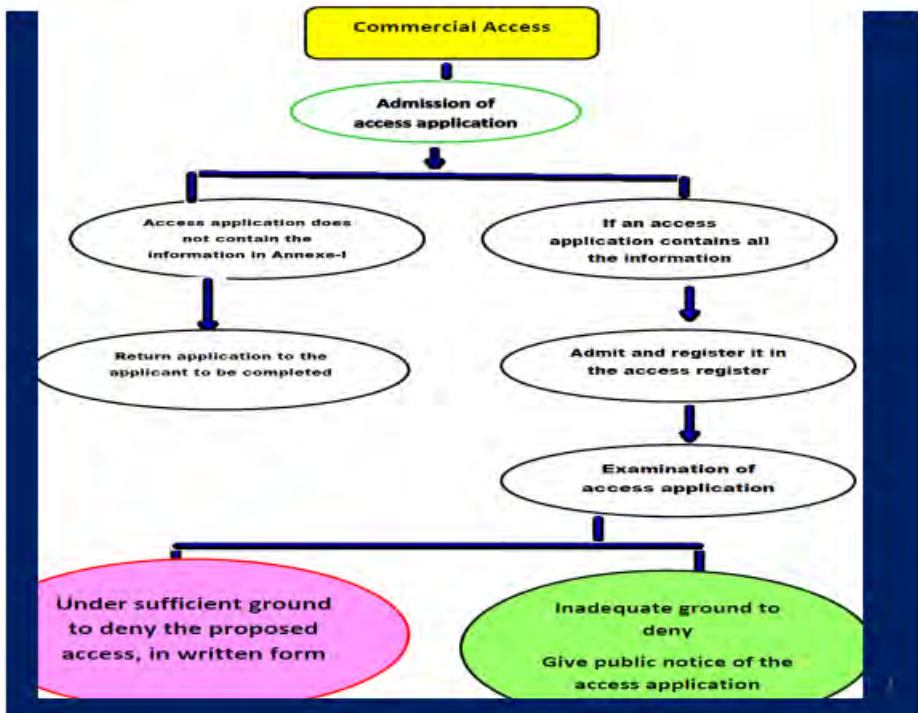 Commercial Access
Admission of
access application
Access application does
not contain the
information in Annexe-I
If an access
application contains all
the information
Return application to the
applicant to be completed
Admit and register it in
the access register
Examination of
access application
Under sufficient ground
to deny the proposed
access, in written form
Inadequate ground to
deny
Give public notice of the
access application